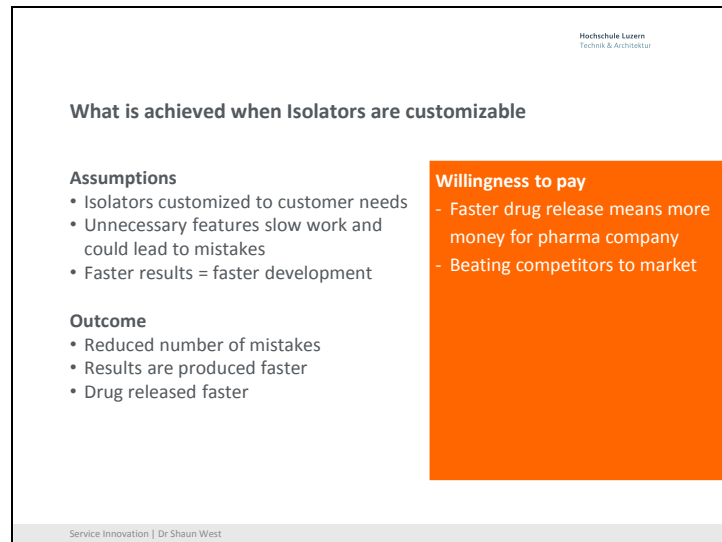 Hochschule Luzern
Technik & Architektur
What is achieved when Isolators are customizable
Assumptions
• Isolators customized to customer needs
• Unnecessary features slow work and
could lead to mistakes
• Faster results = faster development
Outcome
• Reduced number of mistakes
• Results are produced faster
• Drug released faster
Willingness to pay
- Faster drug release means more
money for pharma company
- Beating competitors to market
Service Innovation | Dr Shaun West